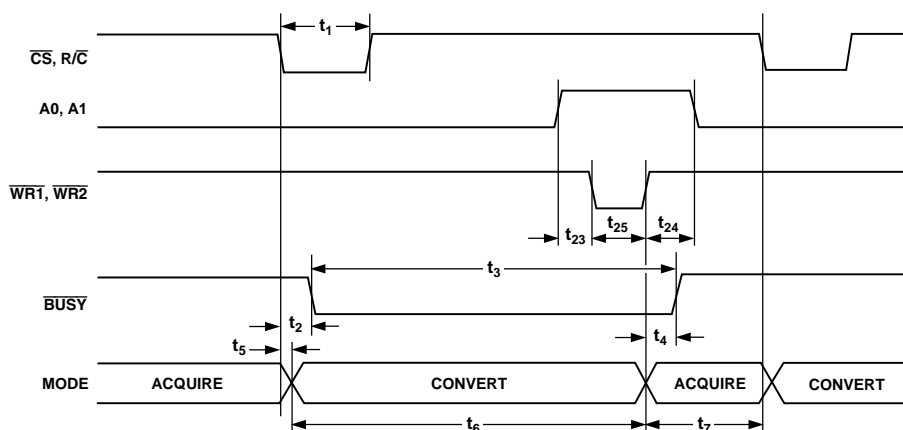 t1
CS, R/C
A0, A1
WR1, WR2
t23
t25
t24
t3
BUSY
t2
t4
t5
MODE
ACQUIRE
CONVERT
ACQUIRE
CONVERT
t6
t7